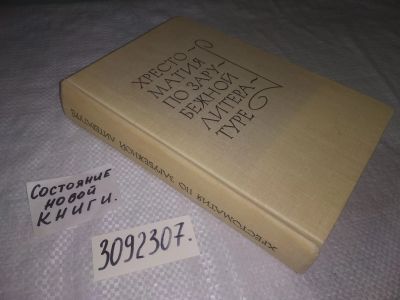 ХРЕСТО-
МАТИЯ
ПО ЗАРУ-
БЕЖНОЙ
ЛИТЕРА-
ТУРЕ
ХРЕСТОМАТИЯ ПО ЗАРУБЕЖНОЙ ЛИТЕРАТУРЕ
Состояние
новой
книги.
3092307.